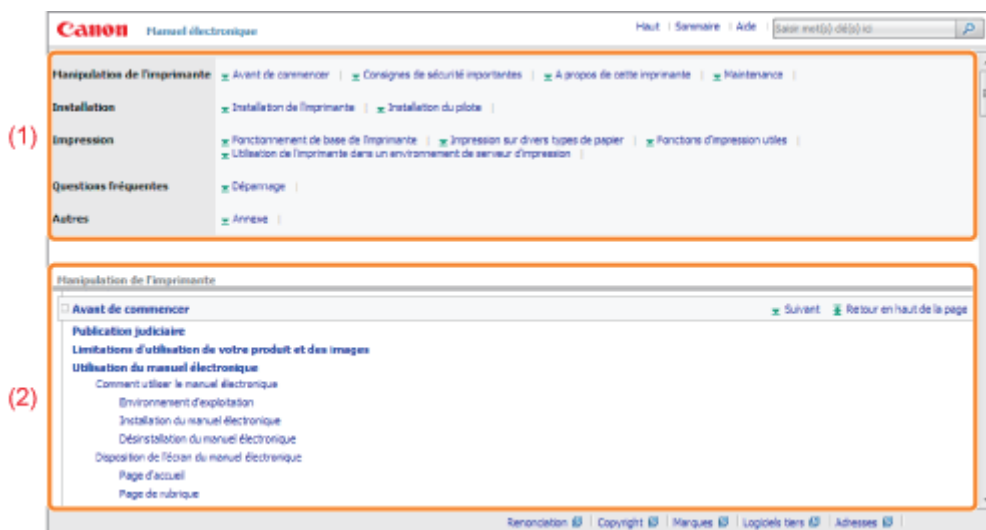 Canon Manuel électronique Haut | Sommaire | Aide | Saisir mot(s) clé(s) ici
(1)
Manipulation de l'imprimante Avant de commencer | Consignes de sécurité importantes | A propos de cette imprimante | Maintenance |
Installation Installation de l'imprimante | Installation du pilote |
Impression Fonctionnement de base de l'imprimante | Impression sur divers types de papier | Fonctions d'impression utiles |
Utilisation de l'imprimante dans un environnement de serveur d'impression |
Questions fréquentes Dépannage |
Autres Annexe |
(2)
Manipulation de l'imprimante
Avant de commencer Suivant Retour en haut de la page
Publication judiciaire
Limitations d'utilisation de votre produit et des images
Utilisation du manuel électronique
Comment utiliser le manuel électronique
Environnement d'exploitation
Installation du manuel électronique
Désinstallation du manuel électronique
Disposition de l'écran du manuel électronique
Page d'accueil
Page de rubrique
Renonciation | Copyright | Marques | Logiciels tiers | Adresses |